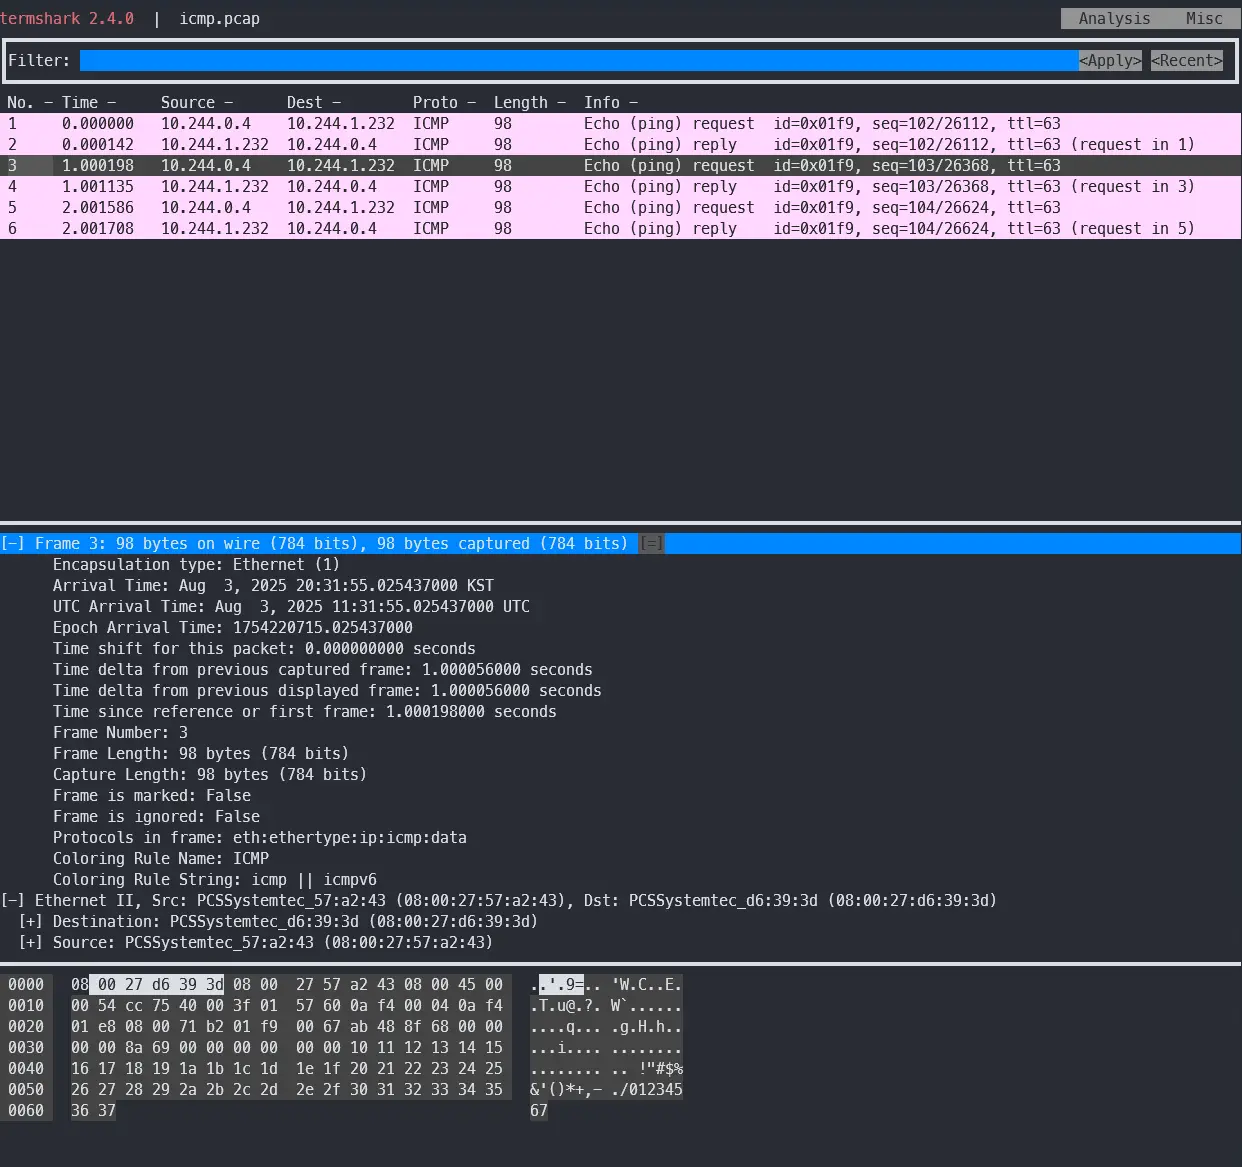 termshark 2.4.0 | icmp.pcap Analysis Misc
Filter: <Apply> <Recent>
No. - Time - Source - Dest - Proto - Length - Info -
1 0.000000 10.244.0.4 10.244.1.232 ICMP 98 Echo (ping) request id=0x01f9, seq=102/26112, ttl=63
2 0.000142 10.244.1.232 10.244.0.4 ICMP 98 Echo (ping) reply id=0x01f9, seq=102/26112, ttl=63 (request in 1)
3 1.000198 10.244.0.4 10.244.1.232 ICMP 98 Echo (ping) request id=0x01f9, seq=103/26368, ttl=63
4 1.001135 10.244.1.232 10.244.0.4 ICMP 98 Echo (ping) reply id=0x01f9, seq=103/26368, ttl=63 (request in 3)
5 2.001586 10.244.0.4 10.244.1.232 ICMP 98 Echo (ping) request id=0x01f9, seq=104/26624, ttl=63
6 2.001708 10.244.1.232 10.244.0.4 ICMP 98 Echo (ping) reply id=0x01f9, seq=104/26624, ttl=63 (request in 5)
[-] Frame 3: 98 bytes on wire (784 bits), 98 bytes captured (784 bits) [=]
Encapsulation type: Ethernet (1)
Arrival Time: Aug  3, 2025 20:31:55.025437000 KST
UTC Arrival Time: Aug  3, 2025 11:31:55.025437000 UTC
Epoch Arrival Time: 1754220715.025437000
Time shift for this packet: 0.000000000 seconds
Time delta from previous captured frame: 1.000056000 seconds
Time delta from previous displayed frame: 1.000056000 seconds
Time since reference or first frame: 1.000198000 seconds
Frame Number: 3
Frame Length: 98 bytes (784 bits)
Capture Length: 98 bytes (784 bits)
Frame is marked: False
Frame is ignored: False
Protocols in frame: eth:ethertype:ip:icmp:data
Coloring Rule Name: ICMP
Coloring Rule String: icmp || icmpv6
[-] Ethernet II, Src: PCSSystemtec_57:a2:43 (08:00:27:57:a2:43), Dst: PCSSystemtec_d6:39:3d (08:00:27:d6:39:3d)
[+] Destination: PCSSystemtec_d6:39:3d (08:00:27:d6:39:3d)
[+] Source: PCSSystemtec_57:a2:43 (08:00:27:57:a2:43)
0000 08 00 27 d6 39 3d 08 00 27 57 a2 43 08 00 45 00 ..'.9=.. 'W.C..E.
0010 00 54 cc 75 40 00 3f 01 57 60 0a f4 00 04 0a f4 .T.u@.?. W`......
0020 01 e8 08 00 71 b2 01 f9 00 67 ab 48 8f 68 00 00 ....q... .g.H.h..
0030 00 00 8a 69 00 00 00 00 00 00 10 11 12 13 14 15 ...i.... ........
0040 16 17 18 19 1a 1b 1c 1d 1e 1f 20 21 22 23 24 25 ........ .. !"#$%
0050 26 27 28 29 2a 2b 2c 2d 2e 2f 30 31 32 33 34 35 &'()*+,- ./012345
0060 36 37 67